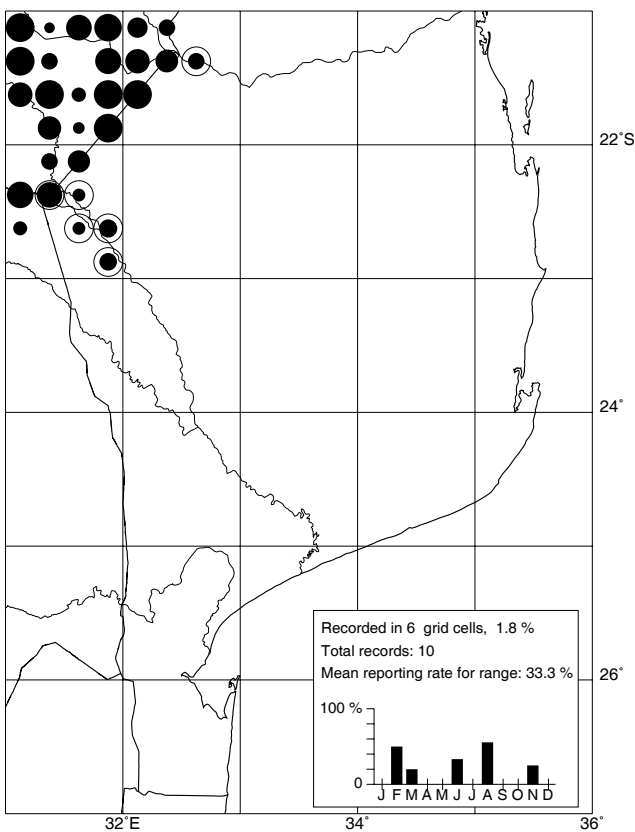 22°S
24°
Recorded in 6 grid cells, 1.8 %
Total records: 10
Mean reporting rate for range: 33.3 %
26°
100 %
0
J F M A M J J A S O N D
32°E 34 36°